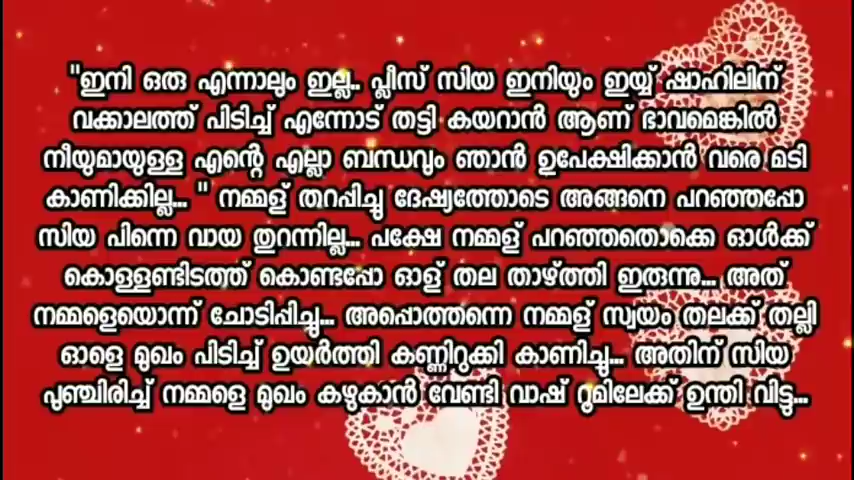 "ഇനി ഒരു എന്നാലും ഇല്ല.. പ്ലീസ് സിയ ഇനിയും ഇയ്യ് ഷാഹിലിന്
വക്കാലത്ത് പിടിച്ച് എന്നോട് തട്ടി കയറാൻ ആണ് ഭാവമെങ്കിൽ
നീയുമായുള്ള എന്റെ എല്ലാ ബന്ധവും ഞാൻ ഉപേക്ഷിക്കാൻ വരെ മടി
കാണിക്കില്ല... " നമ്മള് തറപ്പിച്ചു ദേഷ്യത്തോടെ അങ്ങനെ പറഞ്ഞപ്പോ
സിയ പിന്നെ വായ തുറന്നില്ല... പക്ഷേ നമ്മള് പറഞ്ഞതൊക്കെ ഓൾക്ക്
കൊള്ളണ്ടിടത്ത് കൊണ്ടപ്പോ ഓള് തല താഴ്ത്തി ഇരുന്നു... അത്
നമ്മളെയൊന്ന് ചോടിപ്പിച്ചു... അപ്പൊത്തന്നെ നമ്മള് സ്വയം തലക്ക് തല്ലി
ഓളെ മുഖം പിടിച്ച് ഉയർത്തി കണ്ണിറുക്കി കാണിച്ചു... അതിന് സിയ
പുഞ്ചിരിച്ച് നമ്മളെ മുഖം കഴുകാൻ വേണ്ടി വാഷ് റൂമിലേക്ക് ഉന്തി വിട്ടു...